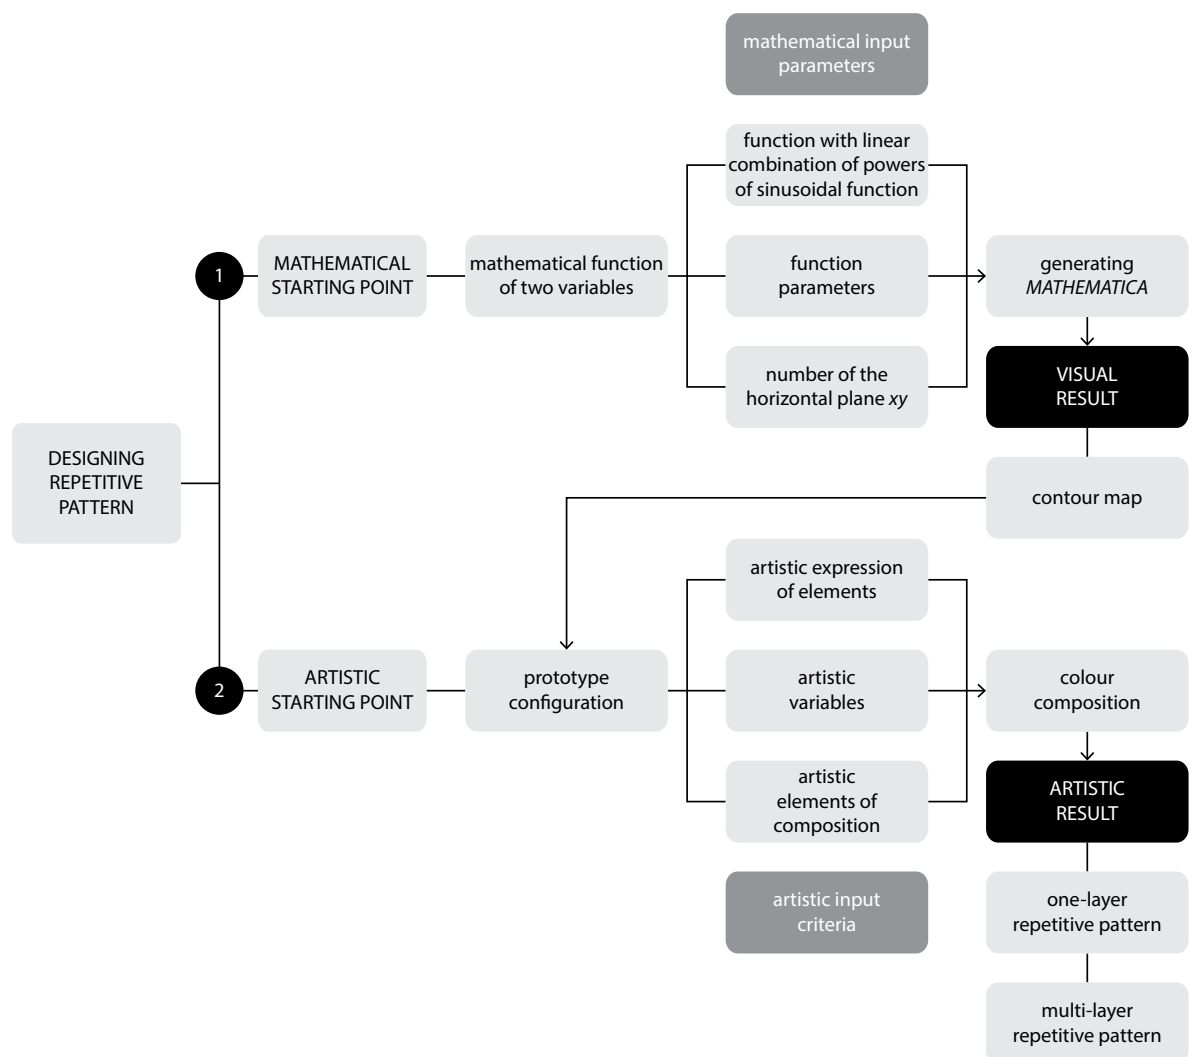 mathematical input
parameters
function with linear
combination of powers
of sinusoidal function
1
MATHEMATICAL
STARTING POINT
mathematical function
of two variables
function
parameters
generating
MATHEMATICA
number of the
horizontal plane xy
VISUAL
RESULT
DESIGNING
REPETITIVE
PATTERN
contour map
artistic expression
of elements
2
ARTISTIC
STARTING POINT
prototype
configuration
artistic
variables
colour
composition
artistic
elements of
composition
ARTISTIC
RESULT
artistic input
criteria
one-layer
repetitive pattern
multi-layer
repetitive pattern